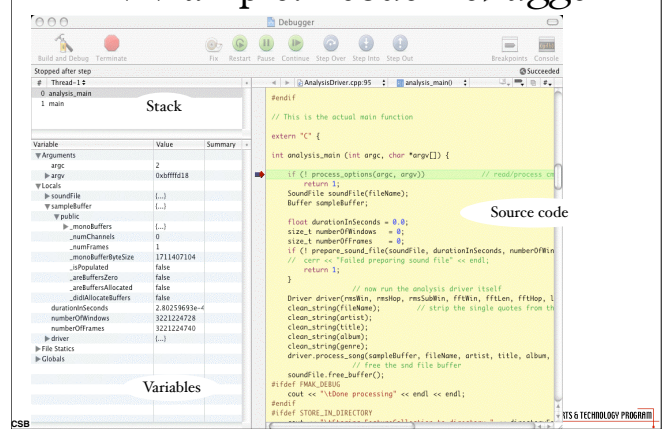 Debugger
Build and Debug Terminate Fix Restart Pause Continue Step Over Step Into Step Out Breakpoints Console
Stopped after step Succeeded
# Thread-1
0 analysis_main
1 main
Stack
Variable Value Summary
Arguments
argc 2
argv 0xbffffd18
Locals
soundFile {...}
sampleBuffer {...}
public
_monoBuffers {...}
_numChannels 0
_numFrames 1
_monoBufferByteSize 1711407104
_isPopulated false
_areBuffersZero false
_areBuffersAllocated false
_didIAllocateBuffers false
durationInSeconds 2.80259693e-4
numberOfWindows 3221224728
numberOfFrames 3221224740
driver {...}
File Statics
Globals
Variables
AnalysisDriver.cpp:95 analysis_main()
#endif
// This is the actual main function
extern "C" {
int analysis_main (int argc, char *argv[]) {
if (! process_options(argc, argv)) // read/process cm
return 1;
SoundFile soundFile(fileName);
Buffer sampleBuffer;
Source code
float durationInSeconds = 0.0;
size_t numberOfWindows = 0;
size_t numberOfFrames = 0;
if (! prepare_sound_file(soundFile, durationInSeconds, numberOfWin
// cerr << "Failed preparing sound file" << endl;
return 1;
}
// now run the analysis driver itself
Driver driver(rmsWin, rmsHop, rmsSubWin, fftWin, fftLen, fftHop, l
clean_string(fileName); // strip the single quotes from th
clean_string(artist);
clean_string(title);
clean_string(album);
clean_string(genre);
driver.process_song(sampleBuffer, fileName, artist, title, album,
// free the snd file buffer
soundFile.free_buffer();
#ifdef FMAK_DEBUG
cout << "\tDone processing" << endl << endl;
#endif
#ifdef STORE_IN_DIRECTORY
CSB
RTS & TECHNOLOGY PROGRAM